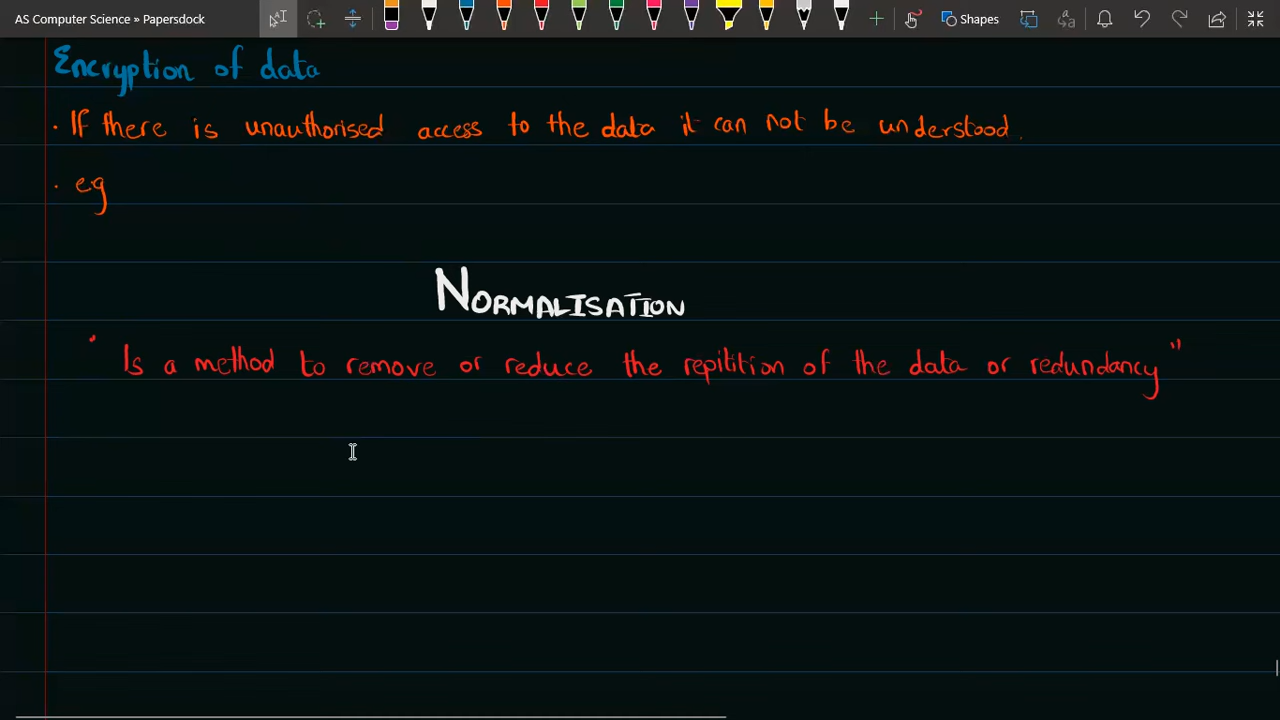 AS Computer Science » Papersdock
Shapes
Encryption of data
· If there is unauthorised access to the data it can not be understood.
· eg
NORMALISATION
" Is a method to remove or reduce the repitition of the data or redundancy "